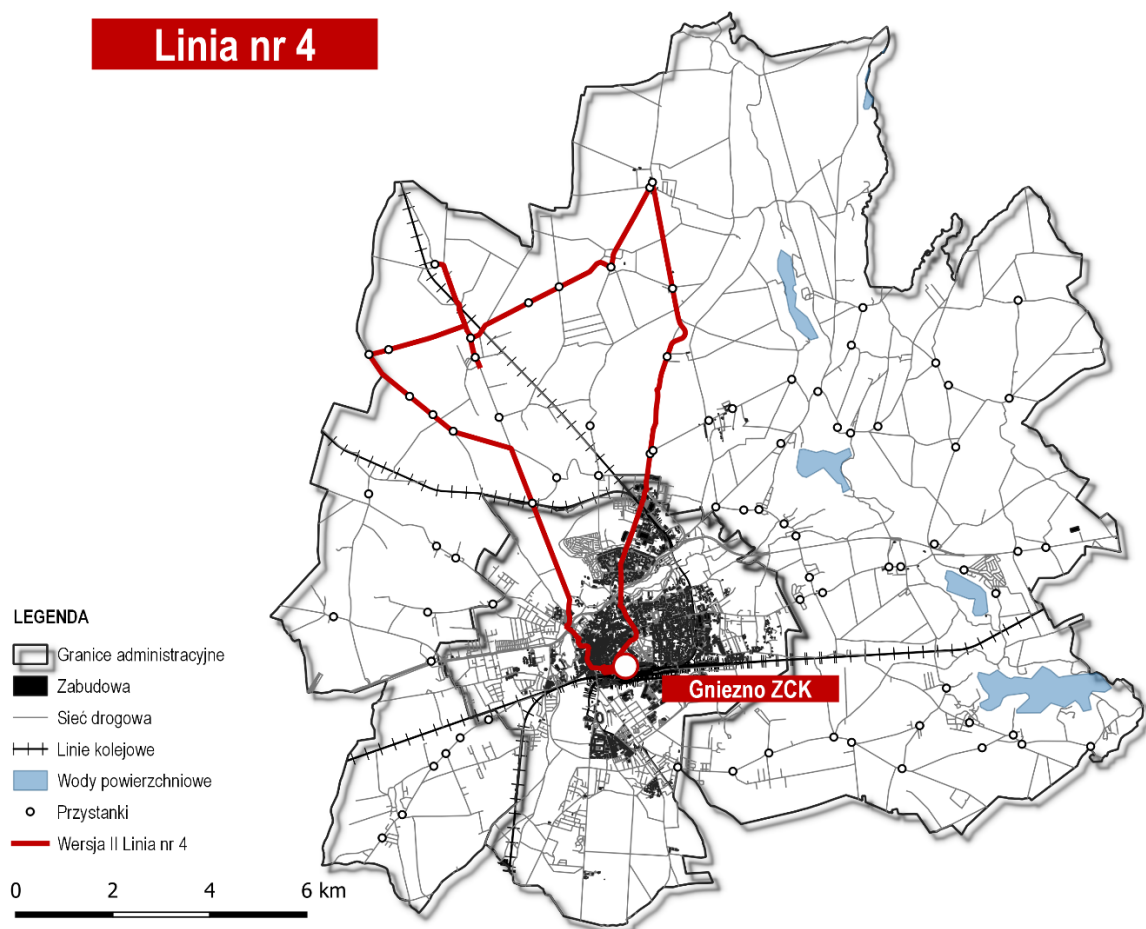 Linia nr 4
Gniezno ZCK
LEGENDA
Granice administracyjne
Zabudowa
Sieć drogowa
Linie kolejowe
Wody powierzchniowe
Przystanki
Wersja II Linia nr 4
0 2 4 6 km